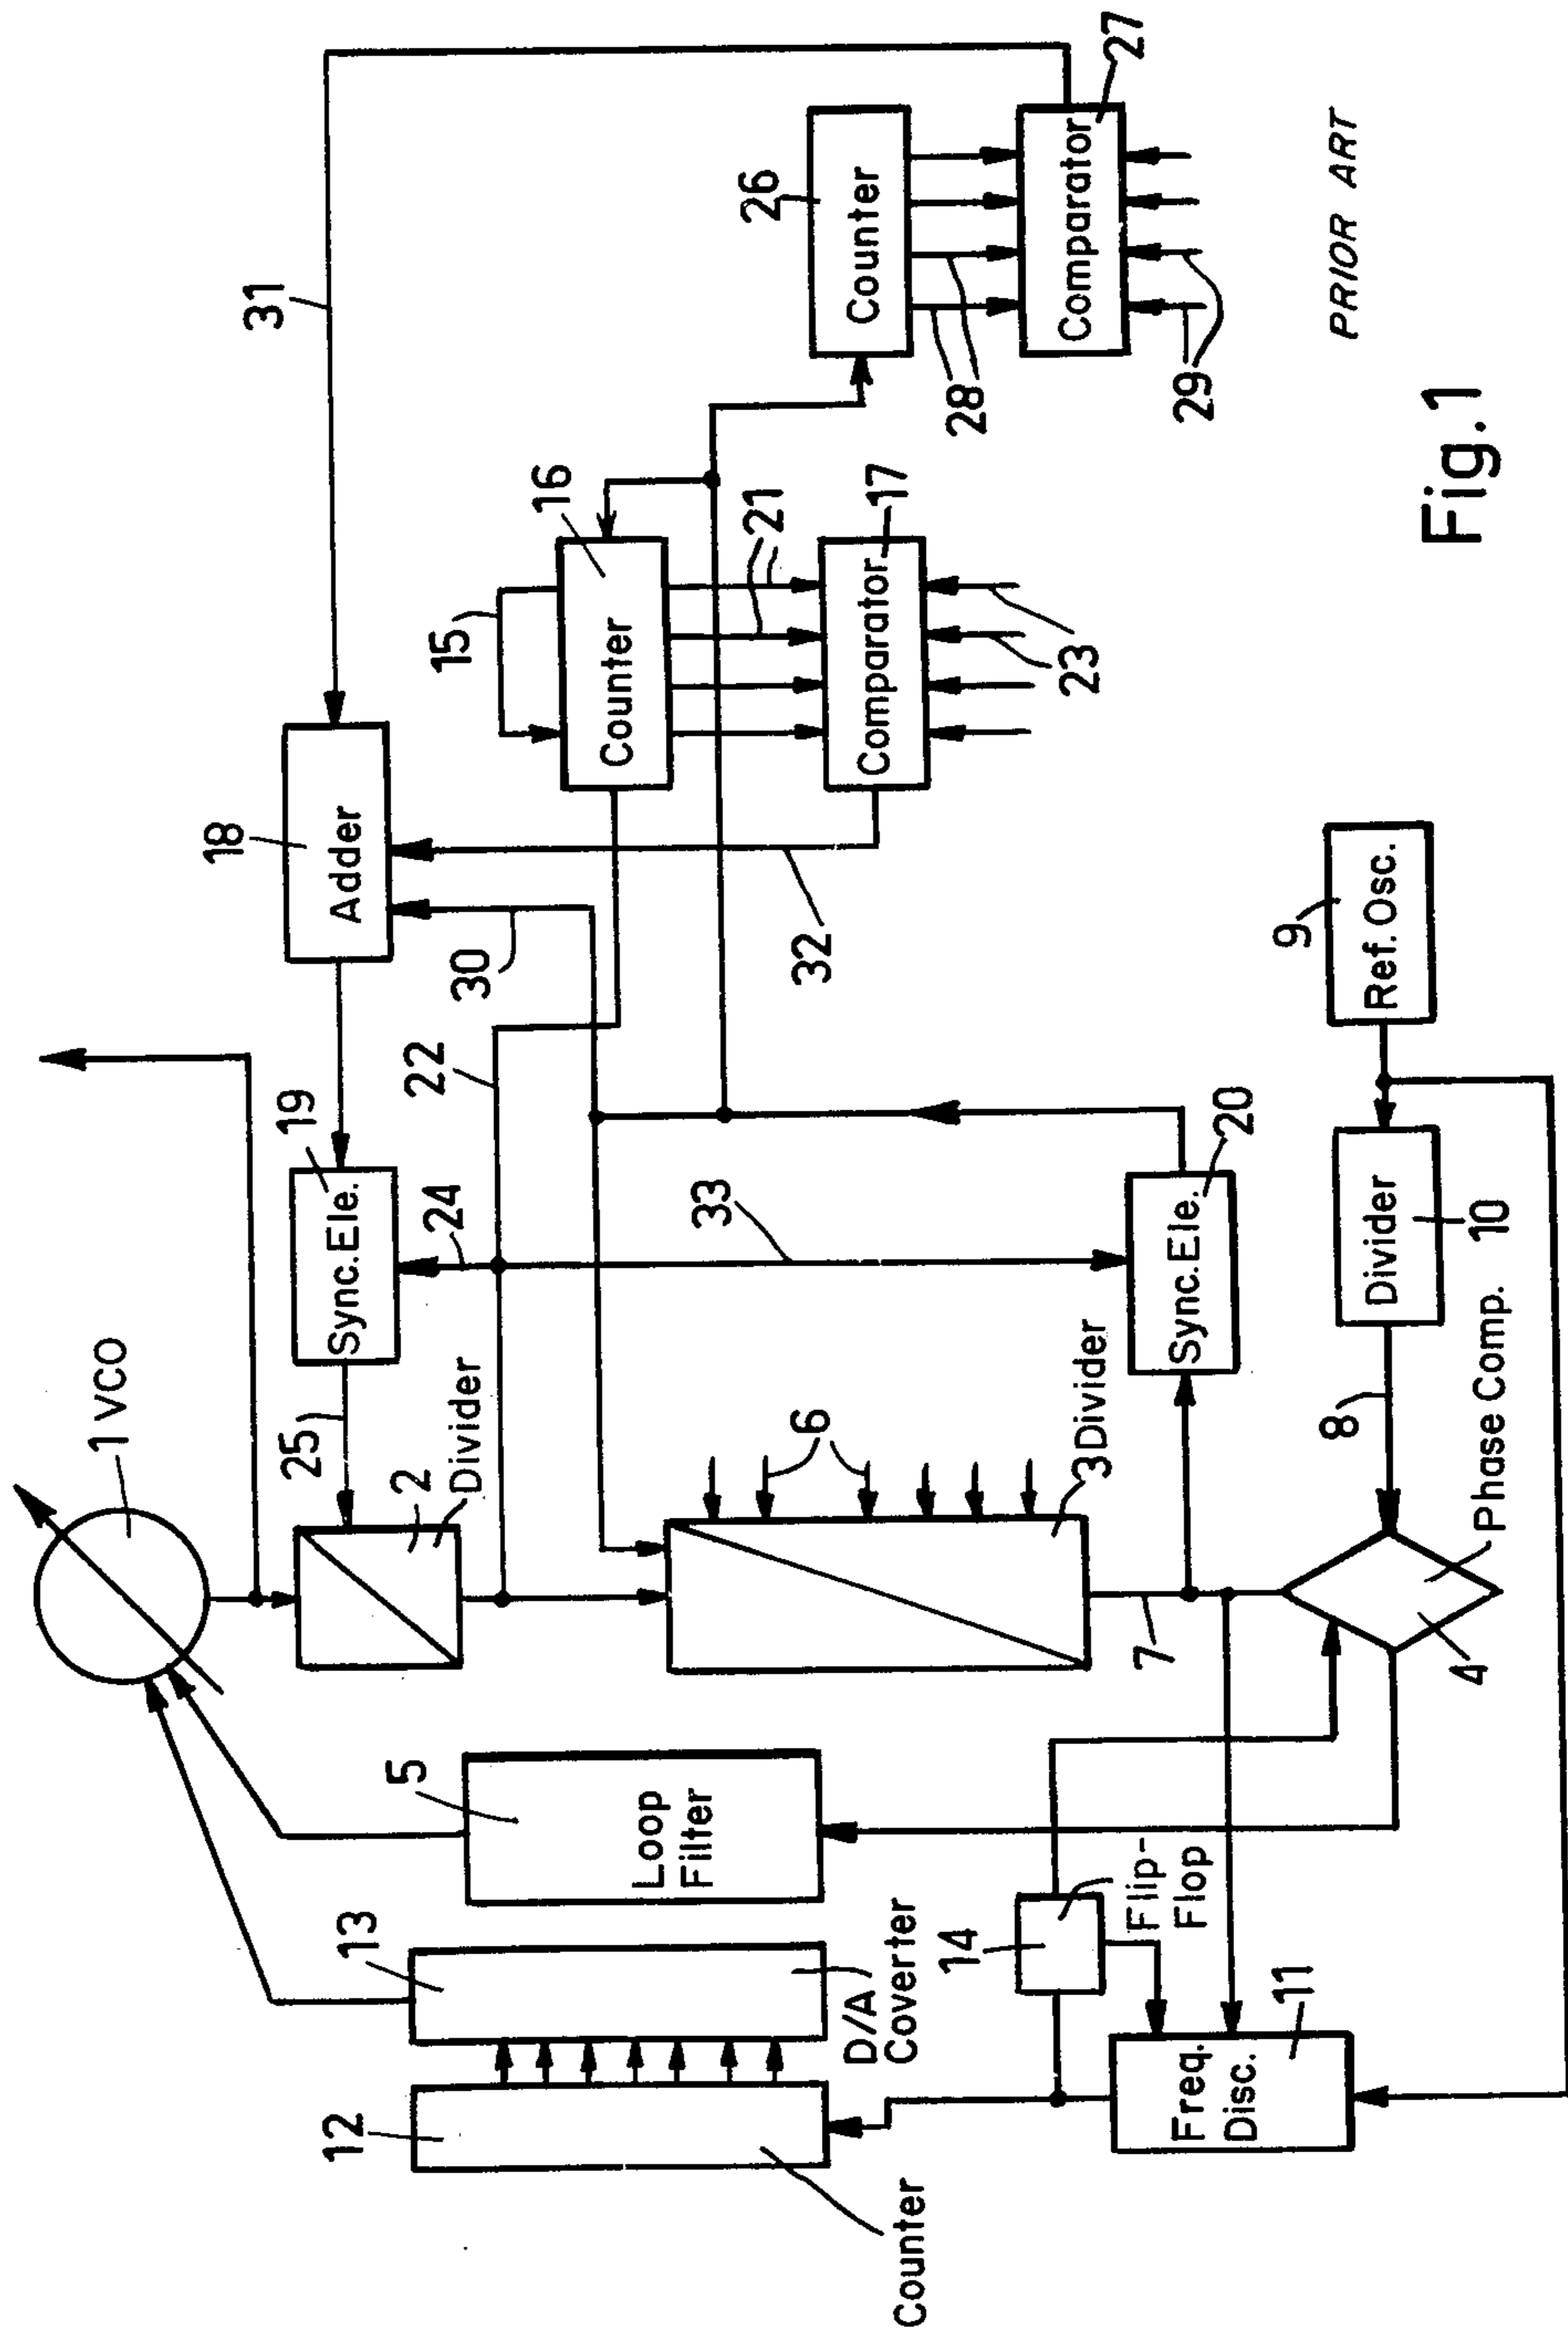 1 VCO
31
18
Adder
19
Sync.Ele.
25
2
Divider
24
22
30
15
16
Counter
21
26
Counter
28
Comparator
27
29
Comparator
17
23
32
33
6
3 Divider
20
Sync.Ele.
7
5
Loop
Filter
13
D/A
Coverter
12
Counter
14
Flip-
Flop
Freq.
Disc.
11
4
Phase Comp.
8
Divider
10
9
Ref.Osc.
PRIOR ART
Fig.1